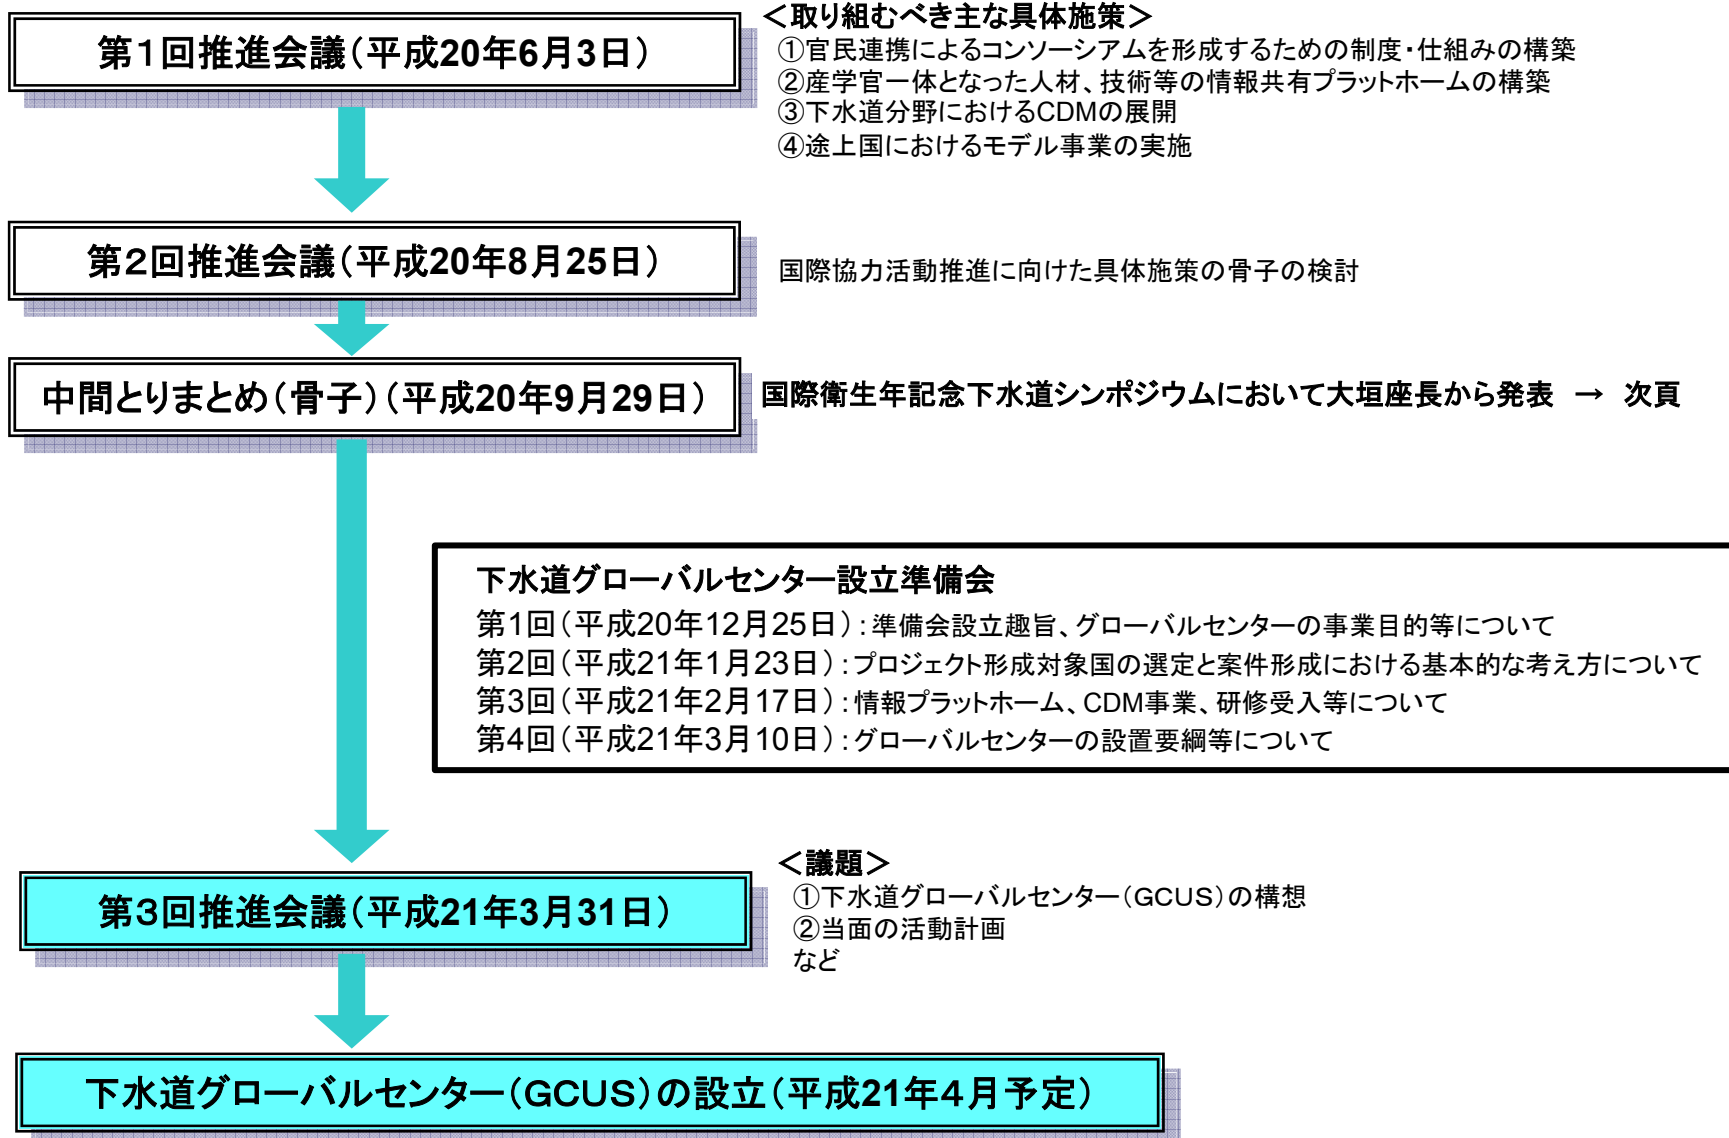 ＜取り組むべき主な具体施策＞
第１回推進会議（平成20年6月3日）
①官民連携によるコンソーシアムを形成するための制度・仕組みの構築
②産学官一体となった人材、技術等の情報共有プラットホームの構築
③下水道分野におけるCDMの展開
④途上国におけるモデル事業の実施
第２回推進会議（平成20年8月25日）
国際協力活動推進に向けた具体施策の骨子の検討
中間とりまとめ（骨子）（平成20年9月29日）
国際衛生年記念下水道シンポジウムにおいて大垣座長から発表 → 次頁
下水道グローバルセンター設立準備会
第1回（平成20年12月25日）：準備会設立趣旨、グローバルセンターの事業目的等について
第2回（平成21年1月23日）：プロジェクト形成対象国の選定と案件形成における基本的な考え方について
第3回（平成21年2月17日）：情報プラットホーム、CDM事業、研修受入等について
第4回（平成21年3月10日）：グローバルセンターの設置要綱等について
第３回推進会議（平成21年3月31日）
＜議題＞
①下水道グローバルセンター（GCUS）の構想
②当面の活動計画
など
下水道グローバルセンター（GCUS）の設立（平成21年４月予定）